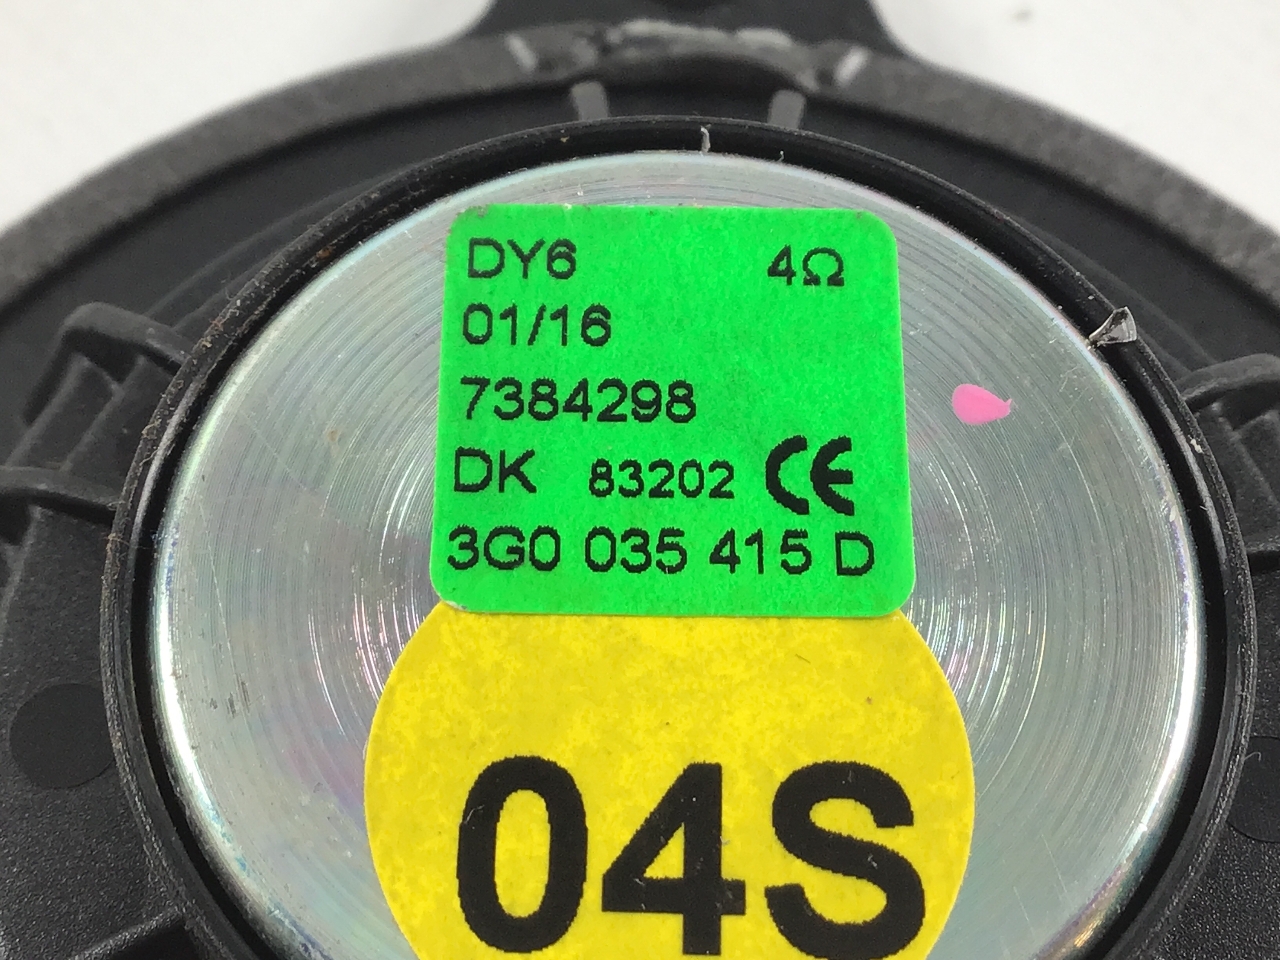 DY6 4Ω
01/16
7384298
DK 83202 CE
3G0 035 415 D
04S